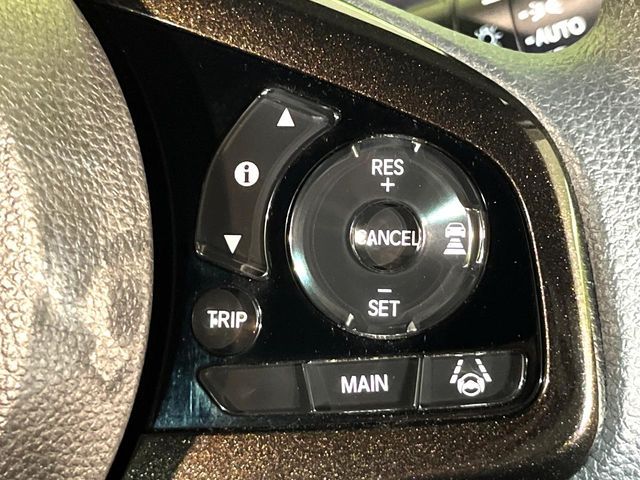 -AUTO
RES
+
i
CANCEL
−
SET
TRIP
MAIN